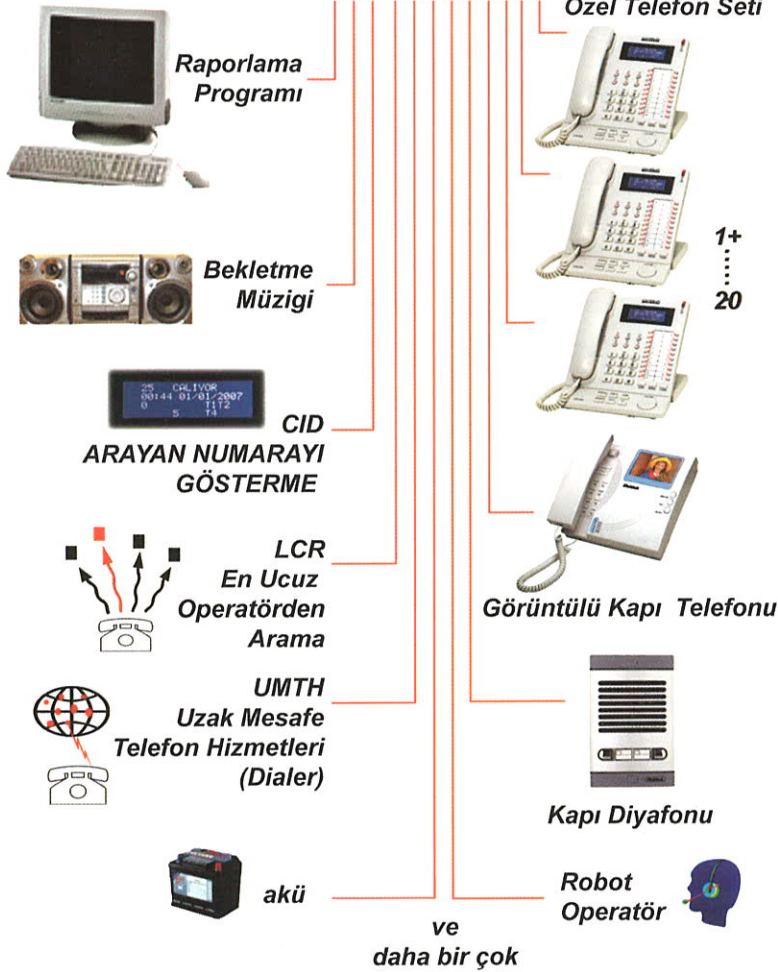 Özel Telefon Seti
Raporlama
Programı
1+
20
Bekletme
Müzigi
25 CALIYOR
00:44 01/01/2007
0 T1T2
5 T4
CID
ARAYAN NUMARAYI
GÖSTERME
LCR
En Ucuz
Operatörden
Arama
Görüntülü Kapı Telefonu
UMTH
Uzak Mesafe
Telefon Hizmetleri
(Dialer)
Kapı Diyafonu
akü
Robot
Operatör
ve
daha bir çok